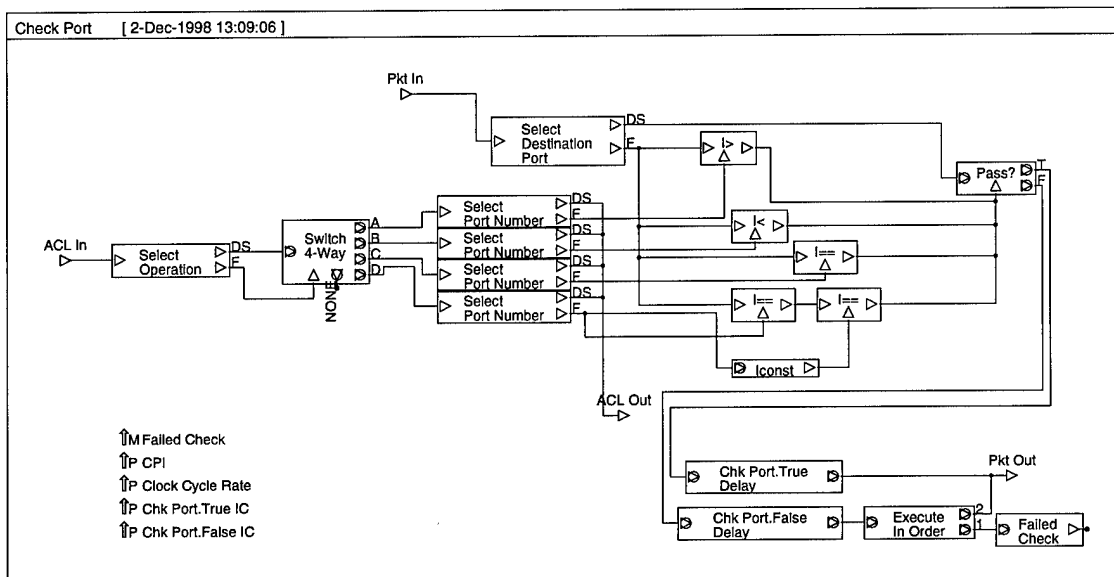 Check Port [ 2-Dec-1998 13:09:06 ]
Pkt In
Select
Destination
Port
DS
F
I>
Pass?
T
F
ACL In
Select
Operation
DS
F
Switch
4-Way
A
B
C
D
NONE
Select
Port Number
DS
F
Select
Port Number
DS
F
Select
Port Number
DS
F
Select
Port Number
DS
F
I<
I==
I==
I==
Iconst
ACL Out
⇑M Failed Check
⇑P CPI
⇑P Clock Cycle Rate
⇑P Chk Port.True IC
⇑P Chk Port.False IC
Chk Port.True
Delay
Pkt Out
Chk Port.False
Delay
Execute
In Order
2
1
Failed
Check